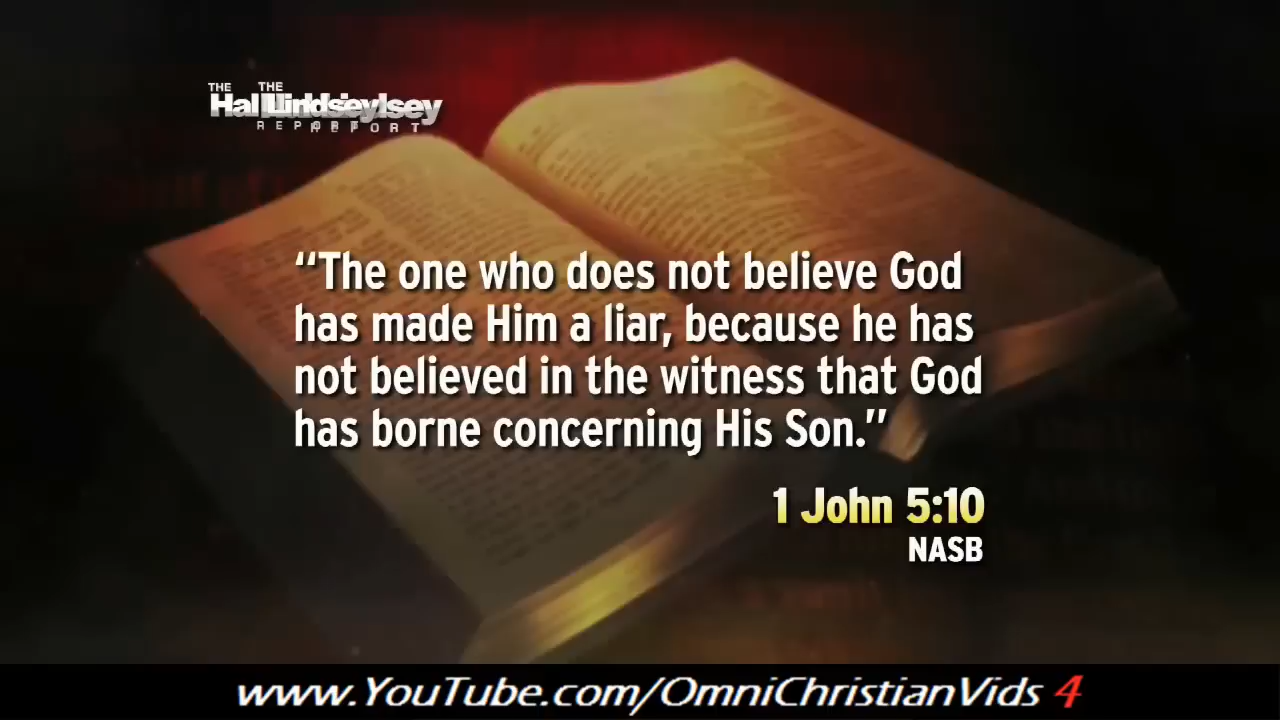 THE THE
Hal Lindsey
REPORT REPORT
“The one who does not believe God
has made Him a liar, because he has
not believed in the witness that God
has borne concerning His Son.”
1 John 5:10
NASB
www.YouTube.com/OmniChristianVids 4